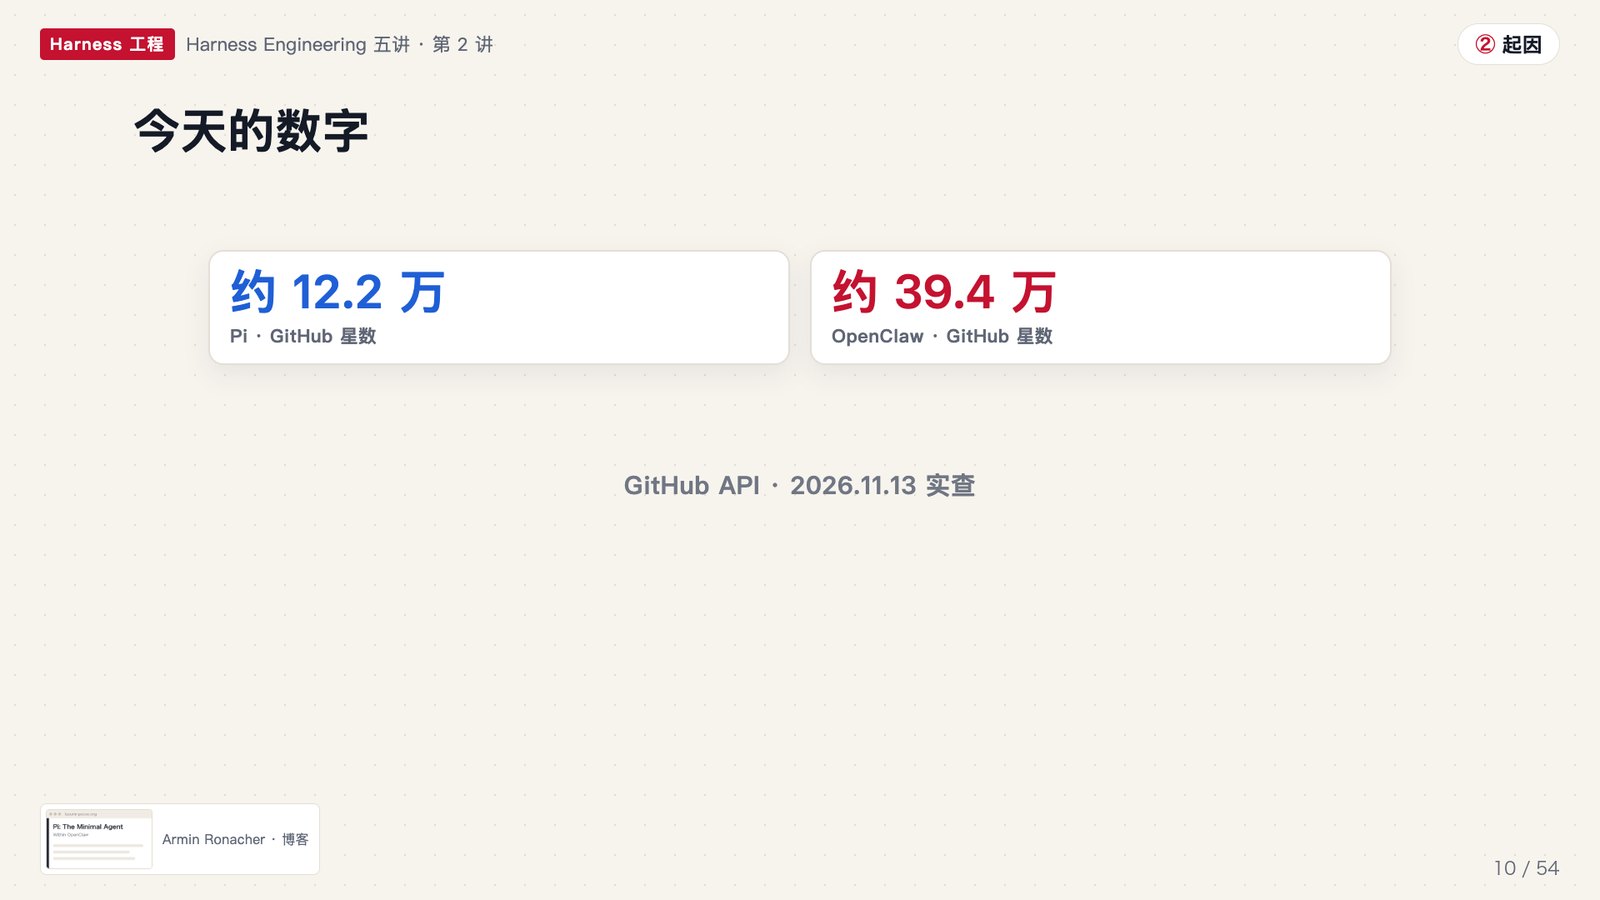 Harness 工程 Harness Engineering 五讲 · 第 2 讲
② 起因
今天的数字
约 12.2 万
Pi · GitHub 星数
约 39.4 万
OpenClaw · GitHub 星数
GitHub API · 2026.11.13 实查
Pi: The Minimal Agent
Within OpenClaw
Armin Ronacher · 博客
10 / 54